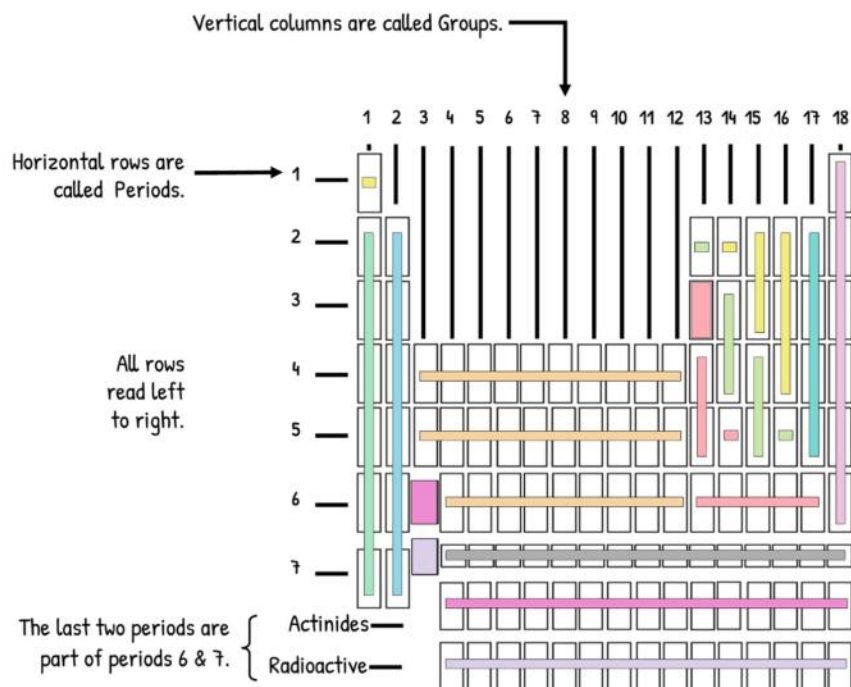 Vertical columns are called Groups.
1 2 3 4 5 6 7 8 9 10 11 12 13 14 15 16 17 18
Horizontal rows are
called Periods.
1
2
3
All rows
read left
to right.
4
5
6
7
The last two periods are
part of periods 6 & 7.
Actinides
Radioactive